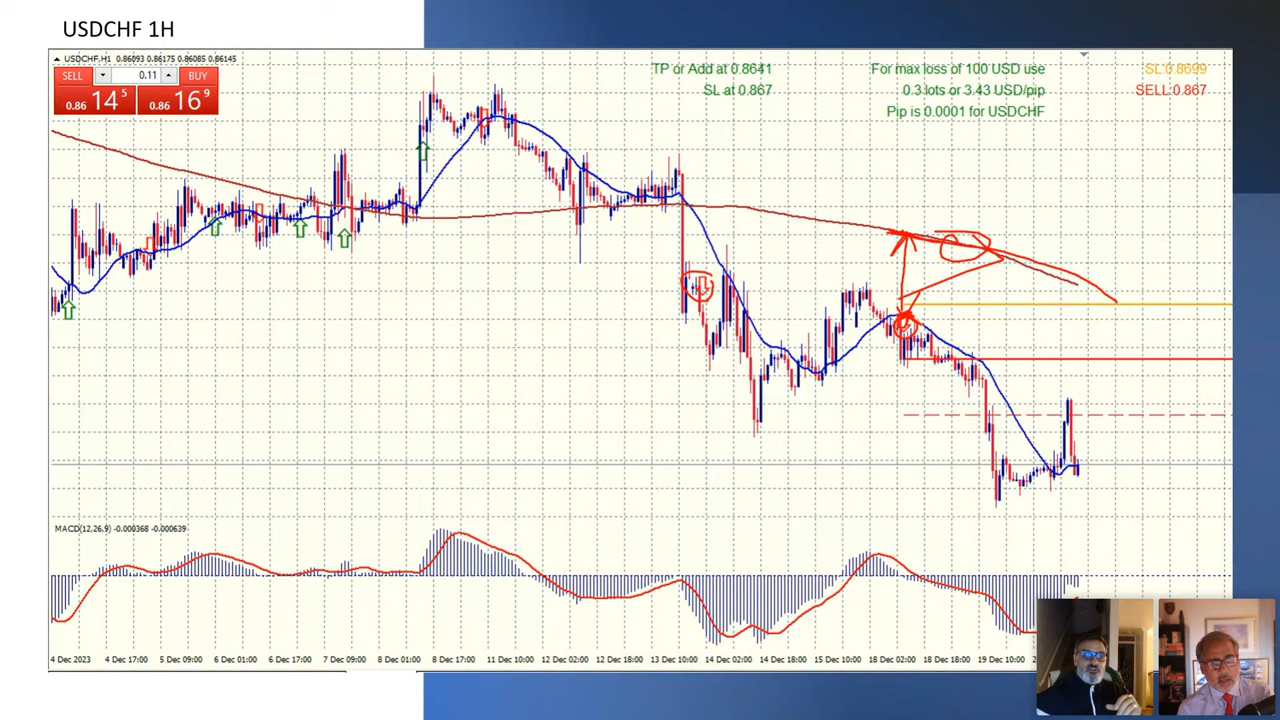 USDCHF 1H
USDCHF,H1 0.86093 0.86175 0.86085 0.86145
SELL 0.11 BUY
0.86 14 5 0.86 16 9
TP or Add at 0.8641
SL at 0.867
For max loss of 100 USD use
0.3 lots or 3.43 USD/pip
Pip is 0.0001 for USDCHF
SL:0.8699
SELL:0.867
MACD(12,26,9) -0.000368 -0.000639
4 Dec 2023 4 Dec 17:00 5 Dec 09:00 6 Dec 01:00 6 Dec 17:00 7 Dec 09:00 8 Dec 01:00 8 Dec 17:00 11 Dec 10:00 12 Dec 02:00 12 Dec 18:00 13 Dec 10:00 14 Dec 02:00 14 Dec 18:00 15 Dec 10:00 18 Dec 02:00 18 Dec 18:00 19 Dec 10:00